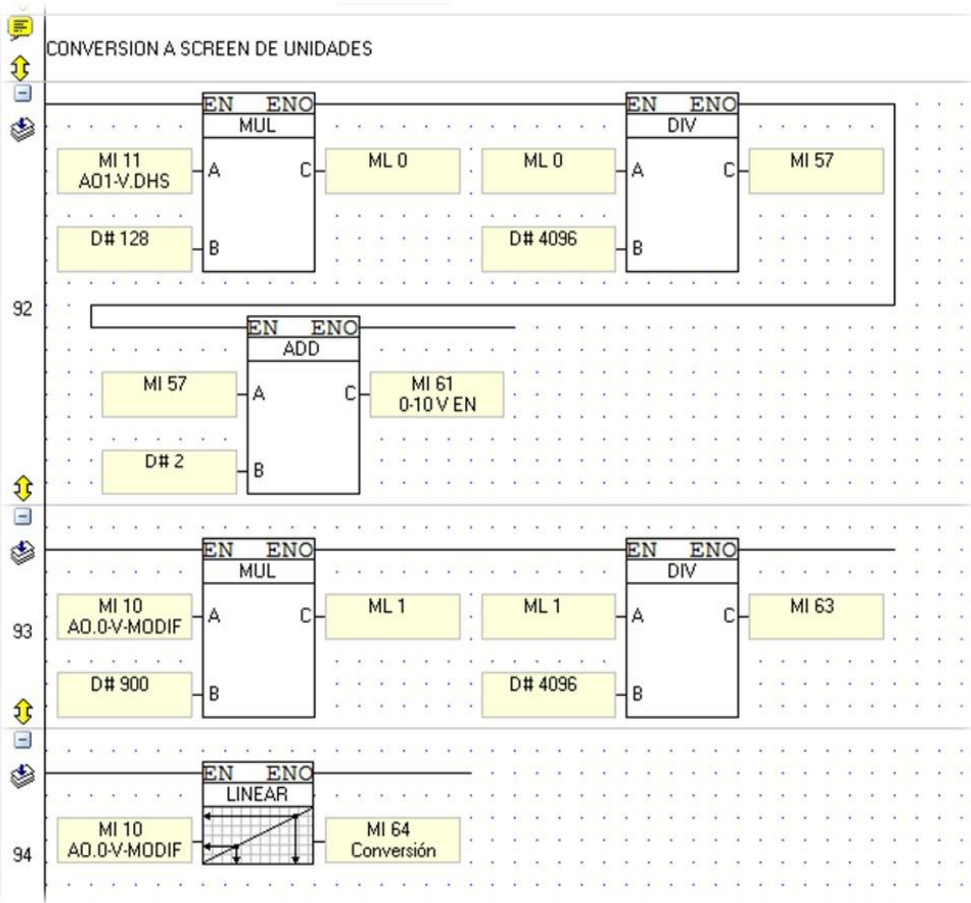 CONVERSION A SCREEN DE UNIDADES
EN ENO EN ENO
MUL DIV
MI 11
AO1-V.DHS A C ML 0 ML 0 A C MI 57
D# 128 B D# 4096 B
92
EN ENO
ADD
MI 57 A C MI 61
0-10 V EN
D# 2 B
EN ENO EN ENO
MUL DIV
93
MI 10
AO.0-V-MODIF A C ML 1 ML 1 A C MI 63
D# 900 B D# 4096 B
EN ENO
LINEAR
94
MI 10
AO.0-V-MODIF
MI 64
Conversión